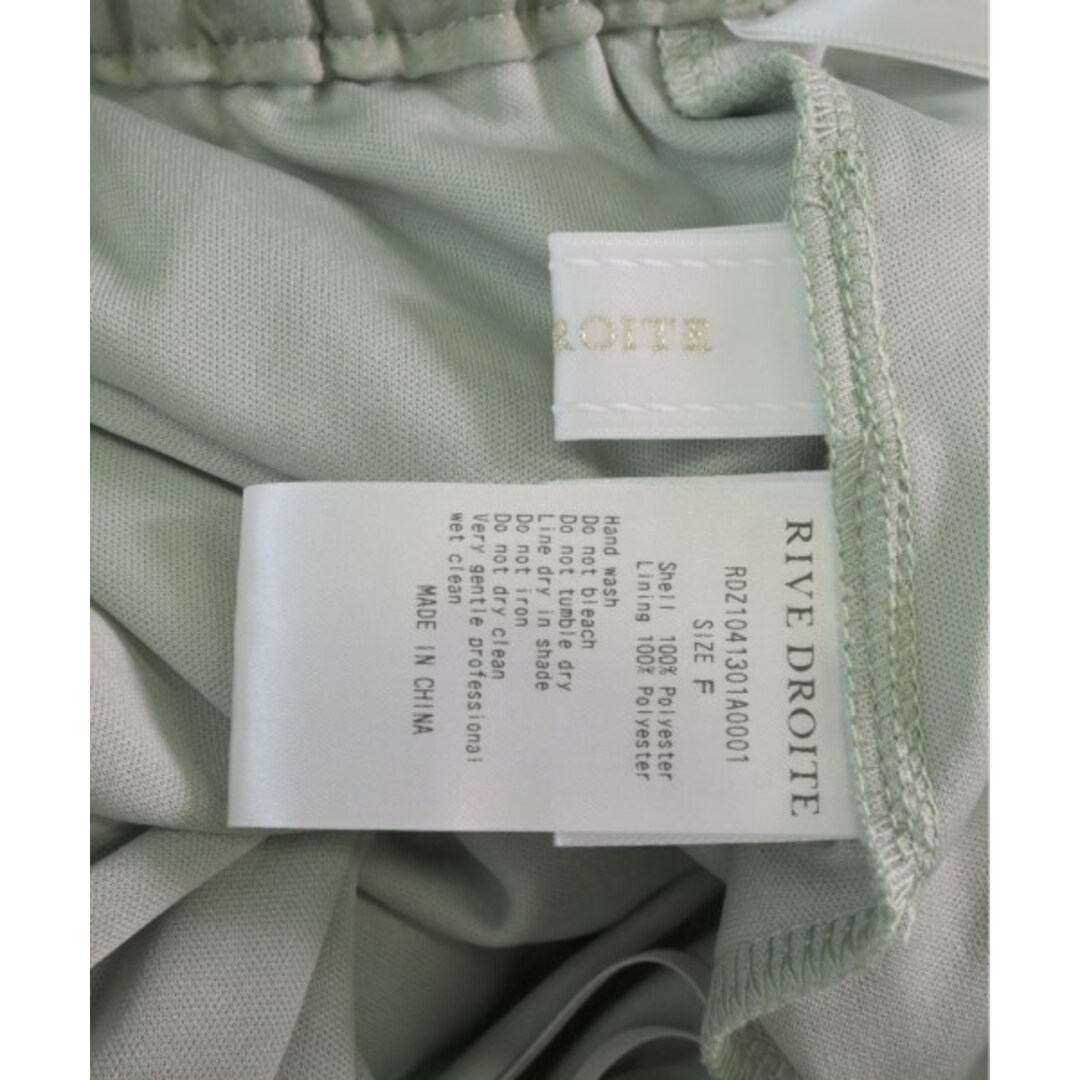 ROITE
RIVE DROITE
RDZ1041301A0001
SIZE F
Shell 100% Polyester
Lining 100% Polyester
Hand wash
Do not bleach
Do not tumble dry
Line dry in shade
Do not iron
Do not dry clean
Very gentle professional
wet clean
MADE IN CHINA